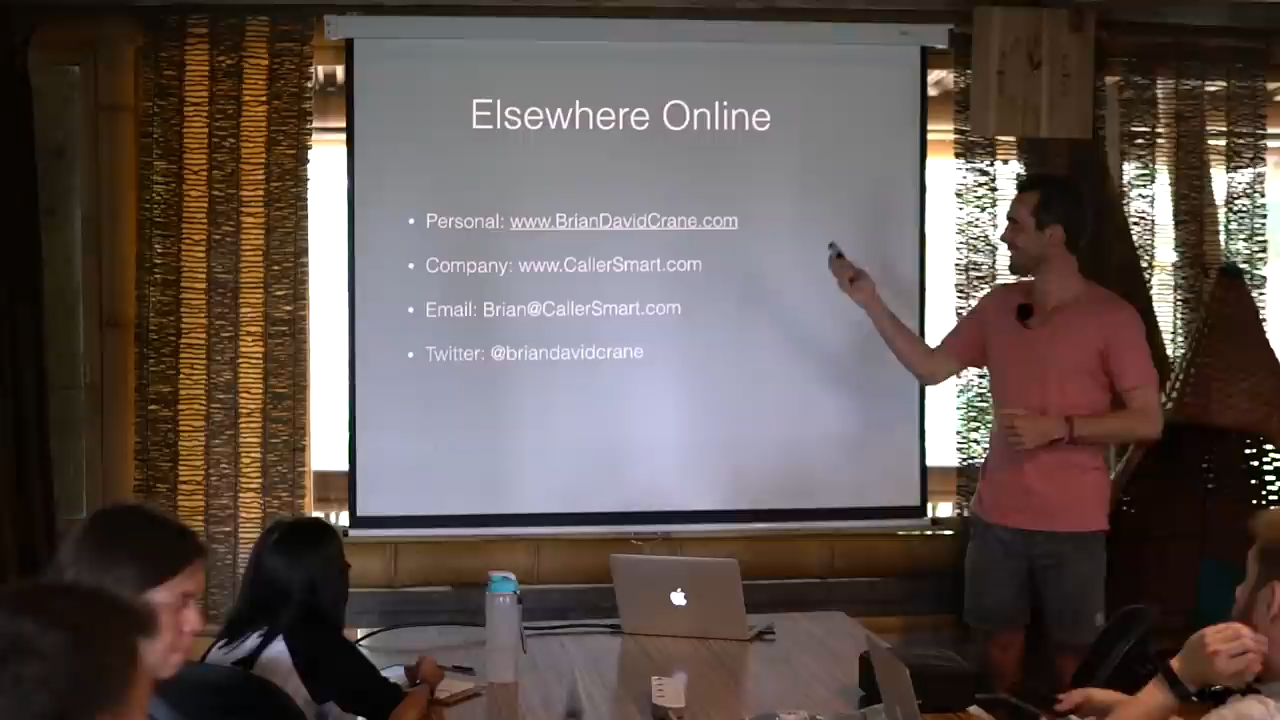 Elsewhere Online
• Personal: www.BrianDavidCrane.com
• Company: www.CallerSmart.com
• Email: Brian@CallerSmart.com
• Twitter: @briandavidcrane